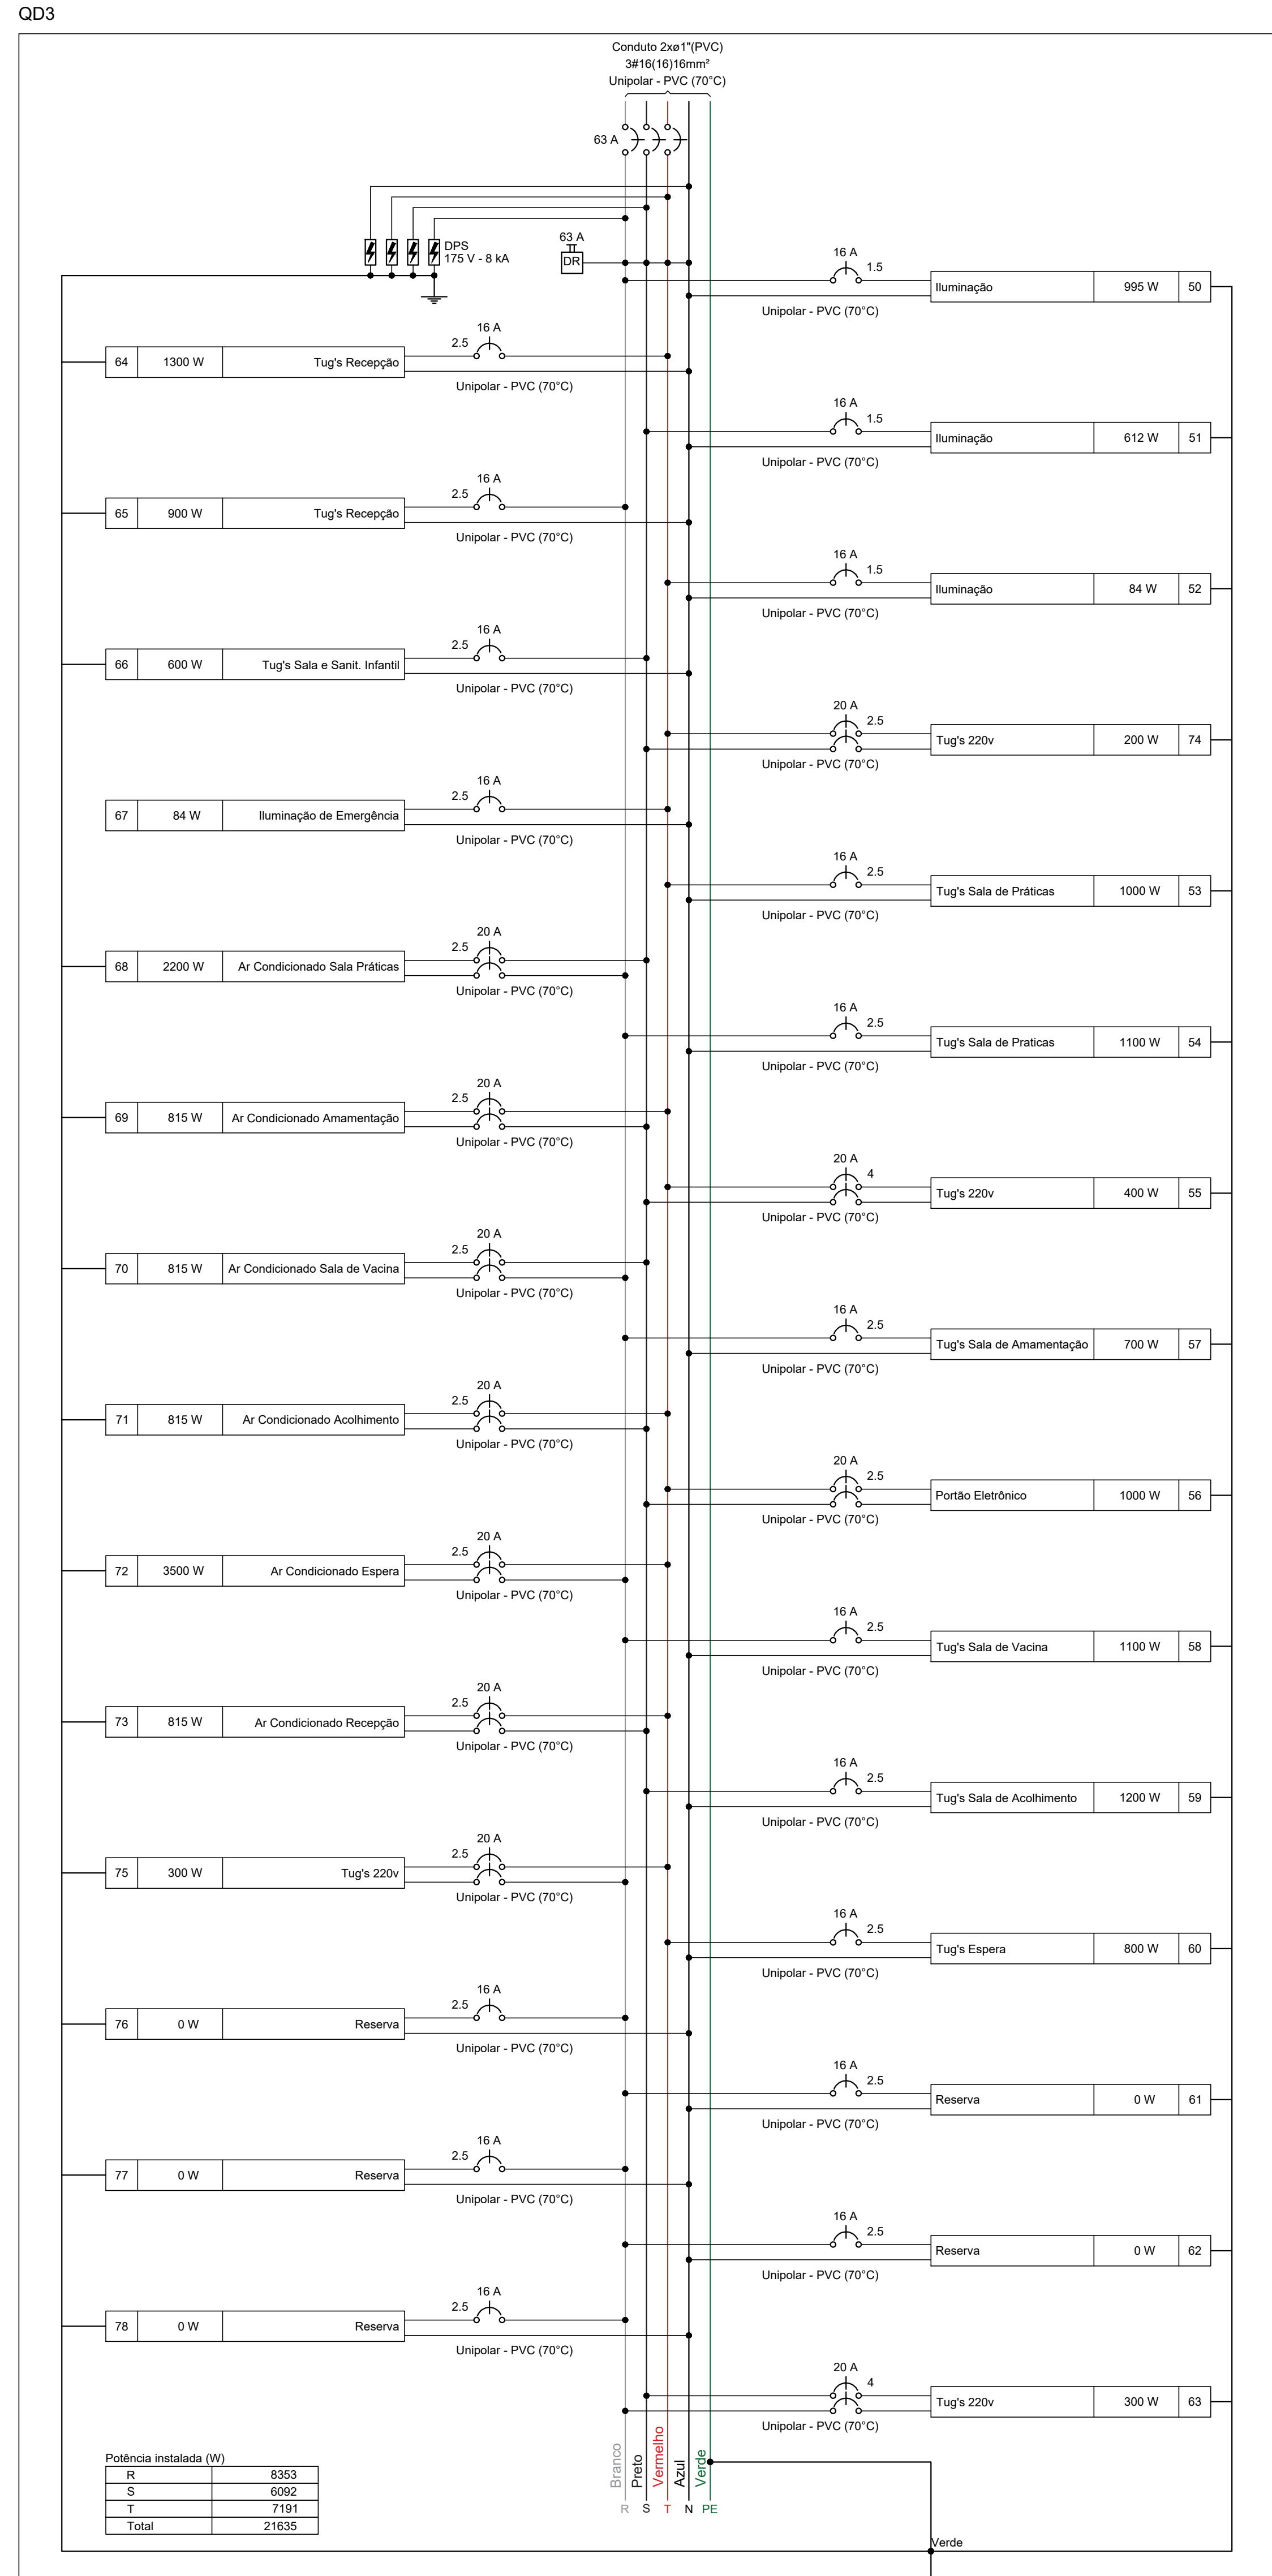 QD3
Conduto 2xø1"(PVC)
3#16(16)16mm²
Unipolar - PVC (70°C)
63 A
DPS
175 V - 8 kA
63 A
DR
16 A
1.5
Iluminação 995 W 50
Unipolar - PVC (70°C)
16 A
2.5
64 1300 W Tug's Recepção
Unipolar - PVC (70°C)
16 A
1.5
Iluminação 612 W 51
Unipolar - PVC (70°C)
16 A
2.5
65 900 W Tug's Recepção
Unipolar - PVC (70°C)
16 A
1.5
Iluminação 84 W 52
Unipolar - PVC (70°C)
16 A
2.5
66 600 W Tug's Sala e Sanit. Infantil
Unipolar - PVC (70°C)
20 A
2.5
Tug's 220v 200 W 74
Unipolar - PVC (70°C)
16 A
2.5
67 84 W Iluminação de Emergência
Unipolar - PVC (70°C)
16 A
2.5
Tug's Sala de Práticas 1000 W 53
Unipolar - PVC (70°C)
20 A
2.5
68 2200 W Ar Condicionado Sala Práticas
Unipolar - PVC (70°C)
16 A
2.5
Tug's Sala de Praticas 1100 W 54
Unipolar - PVC (70°C)
20 A
2.5
69 815 W Ar Condicionado Amamentação
Unipolar - PVC (70°C)
20 A
4
Tug's 220v 400 W 55
Unipolar - PVC (70°C)
20 A
2.5
70 815 W Ar Condicionado Sala de Vacina
Unipolar - PVC (70°C)
16 A
2.5
Tug's Sala de Amamentação 700 W 57
Unipolar - PVC (70°C)
20 A
2.5
71 815 W Ar Condicionado Acolhimento
Unipolar - PVC (70°C)
20 A
2.5
Portão Eletrônico 1000 W 56
Unipolar - PVC (70°C)
20 A
2.5
72 3500 W Ar Condicionado Espera
Unipolar - PVC (70°C)
16 A
2.5
Tug's Sala de Vacina 1100 W 58
Unipolar - PVC (70°C)
20 A
2.5
73 815 W Ar Condicionado Recepção
Unipolar - PVC (70°C)
16 A
2.5
Tug's Sala de Acolhimento 1200 W 59
Unipolar - PVC (70°C)
20 A
2.5
75 300 W Tug's 220v
Unipolar - PVC (70°C)
16 A
2.5
Tug's Espera 800 W 60
Unipolar - PVC (70°C)
16 A
2.5
76 0 W Reserva
Unipolar - PVC (70°C)
16 A
2.5
Reserva 0 W 61
Unipolar - PVC (70°C)
16 A
2.5
77 0 W Reserva
Unipolar - PVC (70°C)
16 A
2.5
Reserva 0 W 62
Unipolar - PVC (70°C)
16 A
2.5
78 0 W Reserva
Unipolar - PVC (70°C)
20 A
4
Tug's 220v 300 W 63
Unipolar - PVC (70°C)
Branco
Preto
Vermelho
Azul
Verde
R S T N PE
Potência instalada (W)
R 8353
S 6092
T 7191
Total 21635
Verde